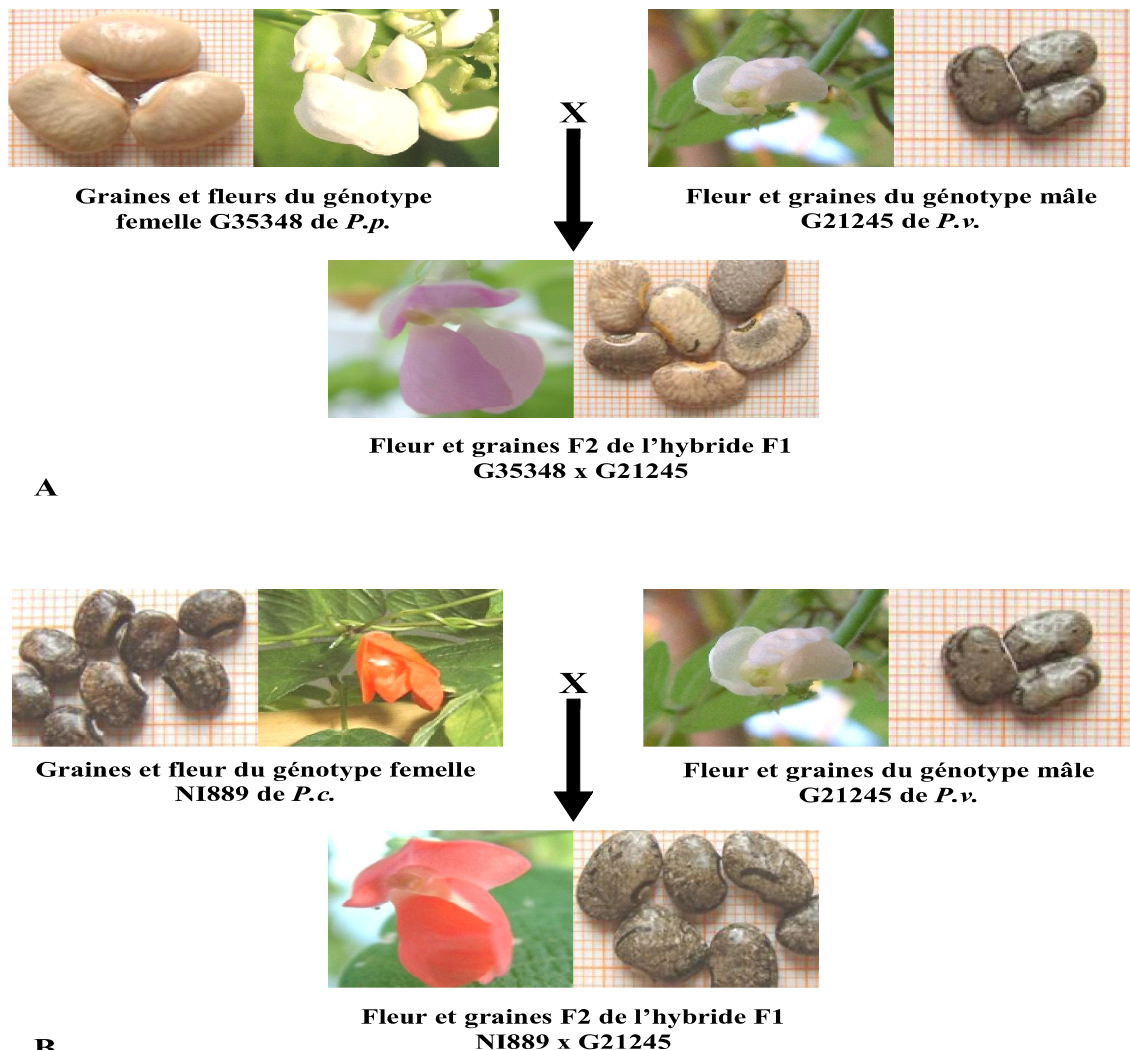 X
Graines et fleurs du génotype
femelle G35348 de P.p.
Fleur et graines du génotype mâle
G21245 de P.v.
Fleur et graines F2 de l'hybride F1
G35348 x G21245
A
X
Graines et fleur du génotype femelle
NI889 de P.c.
Fleur et graines du génotype mâle
G21245 de P.v.
Fleur et graines F2 de l'hybride F1
NI889 x G21245
B